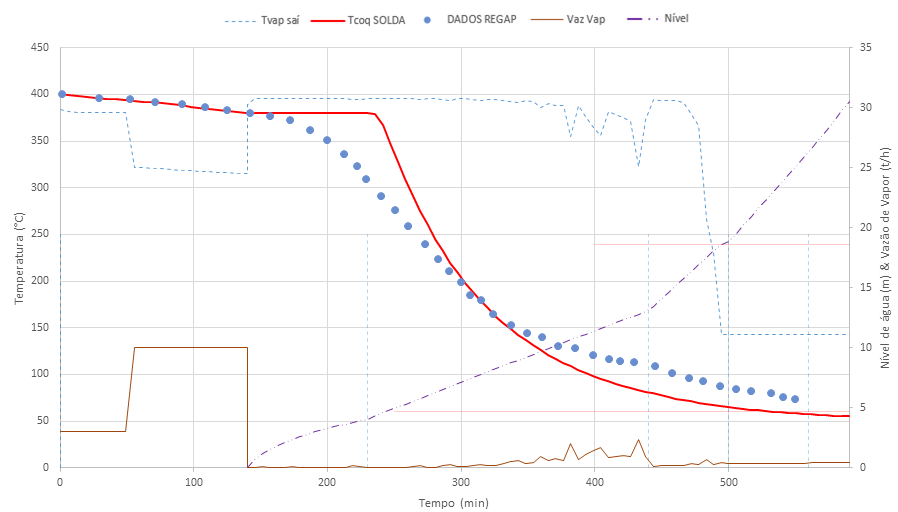 Tvap saí Tcoq SOLDA DADOS REGAP Vaz Vap Nível
450 35
400 30
350 25
300
250 20
200 15
150 10
100
50 5
0 0
0 100 200 300 400 500
Tempo (min)
Temperatura (°C)
Nível de água (m) & Vazão de Vapor (t/h)